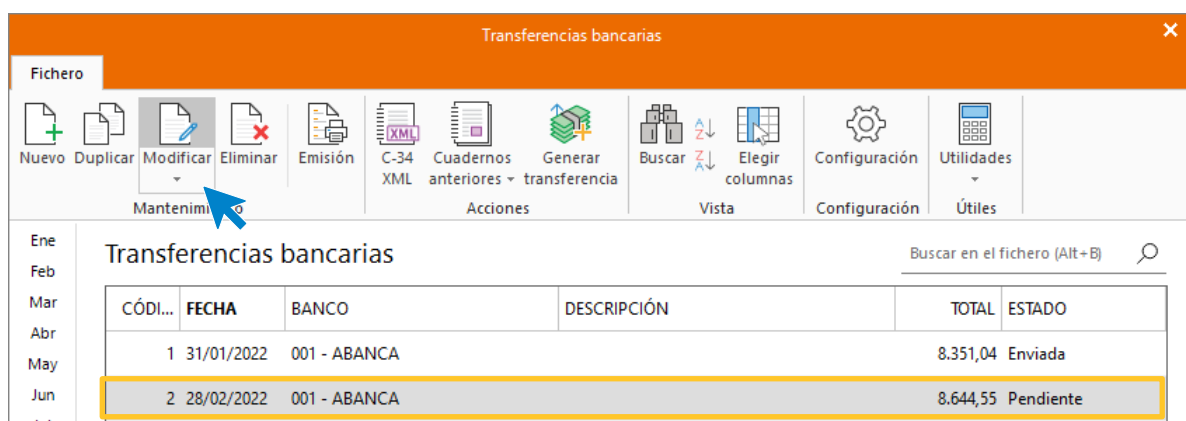 Transferencias bancarias
Fichero
Nuevo Duplicar Modificar Eliminar Emisión C-34 XML Cuadernos anteriores Generar transferencia Buscar Elegir columnas Configuración Utilidades
XML
A Z
Z A
Acciones Vista Configuración Útiles
Ene
Feb
Mar
Abr
May
Jun
Transferencias bancarias
Buscar en el fichero (Alt+B)
CÓDI... FECHA BANCO DESCRIPCIÓN TOTAL ESTADO
1 31/01/2022 001 - ABANCA 8.351,04 Enviada
2 28/02/2022 001 - ABANCA 8.644,55 Pendiente